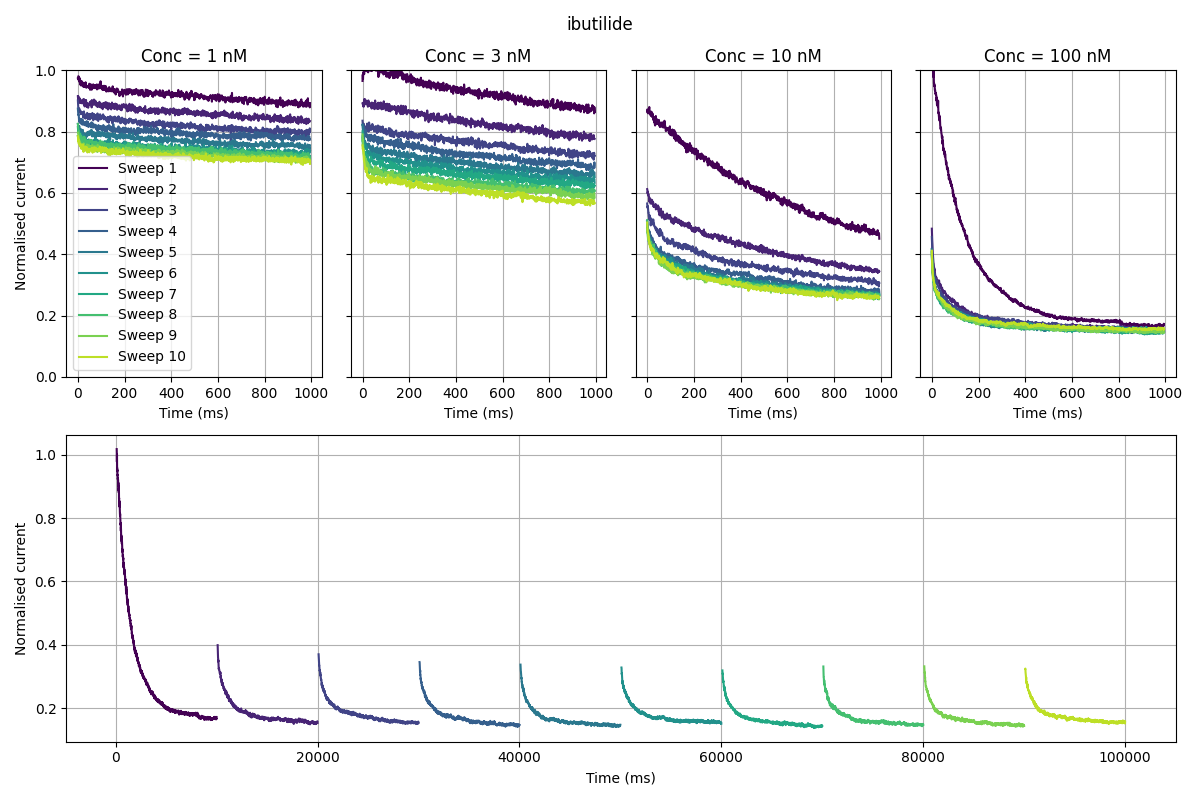 ibutilide
Conc = 1 nM
Conc = 3 nM
Conc = 10 nM
Conc = 100 nM
Normalised current
1.0
0.8
0.6
0.4
0.2
0.0
Sweep 1
Sweep 2
Sweep 3
Sweep 4
Sweep 5
Sweep 6
Sweep 7
Sweep 8
Sweep 9
Sweep 10
0 200 400 600 800 1000
0 200 400 600 800 1000
0 200 400 600 800 1000
0 200 400 600 800 1000
Time (ms)
Time (ms)
Time (ms)
Time (ms)
Normalised current
1.0
0.8
0.6
0.4
0.2
0 20000 40000 60000 80000 100000
Time (ms)